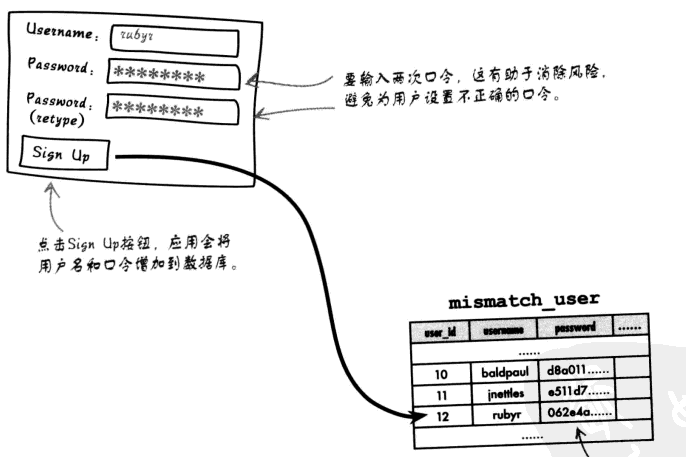 Username: rubyr
Password: ********
Password: ********
(retype)
Sign Up
要输入两次口令，这有助于消除风险，
避免为用户设置不正确的口令。
点击Sign Up按钮，应用会将
用户名和口令增加到数据库。
mismatch_user
user_id username password ......
......
10 baldpaul d8a011......
11 jnettles e511d7......
12 rubyr 062e4a......
......